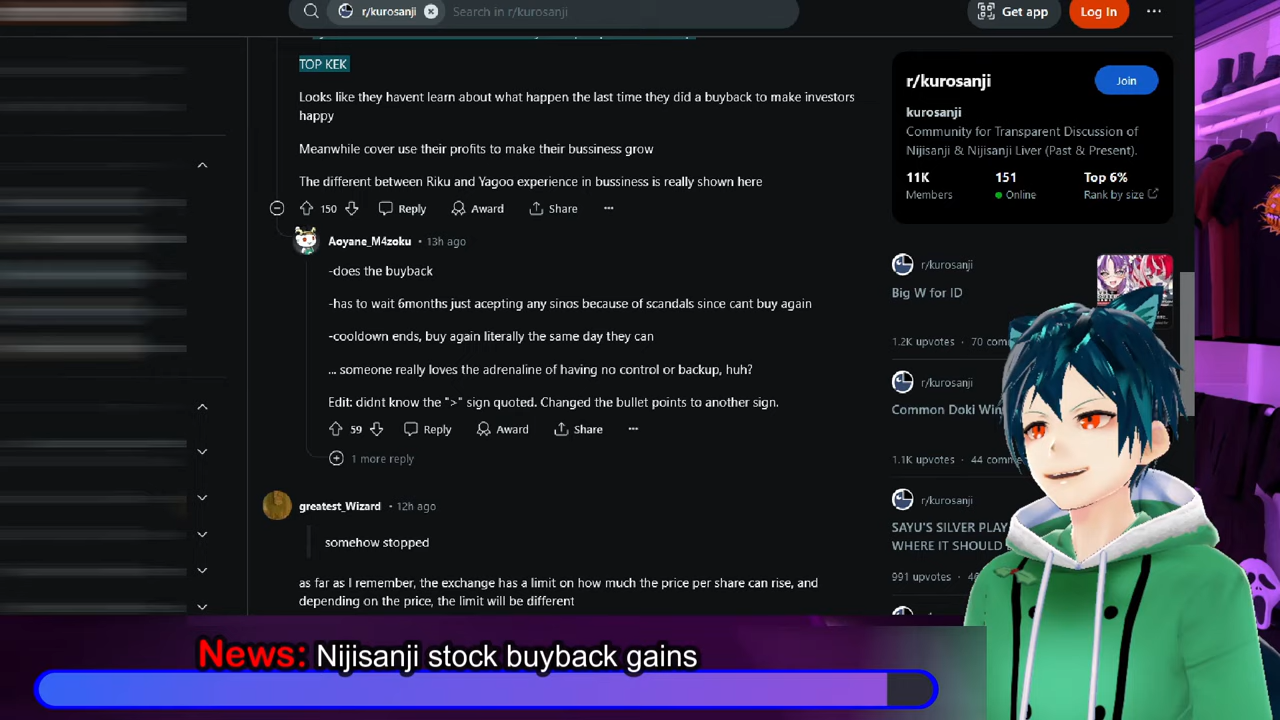 r/kurosanji
Search in r/kurosanji
Get app
Log In
TOP KEK
Looks like they havent learn about what happen the last time they did a buyback to make investors
happy
Meanwhile cover use their profits to make their bussiness grow
The different between Riku and Yagoo experience in bussiness is really shown here
150
Reply
Award
Share
Aoyane_M4zoku • 13h ago
-does the buyback
-has to wait 6months just acepting any sinos because of scandals since cant buy again
-cooldown ends, buy again literally the same day they can
... someone really loves the adrenaline of having no control or backup, huh?
Edit: didnt know the ">" sign quoted. Changed the bullet points to another sign.
59
Reply
Award
Share
1 more reply
greatest_Wizard • 12h ago
somehow stopped
as far as I remember, the exchange has a limit on how much the price per share can rise, and
depending on the price, the limit will be different
r/kurosanji
Join
kurosanji
Community for Transparent Discussion of
Nijisanji & Nijisanji Liver (Past & Present).
11K
151
Top 6%
Members
Online
Rank by size
r/kurosanji
Big W for ID
1.2K upvotes • 70
r/kurosanji
Common Doki Win
1.1K upvotes • 44
r/kurosanji
SAYU'S SILVER PLAY
WHERE IT SHOULD
991 upvotes
News: Nijisanji stock buyback gains